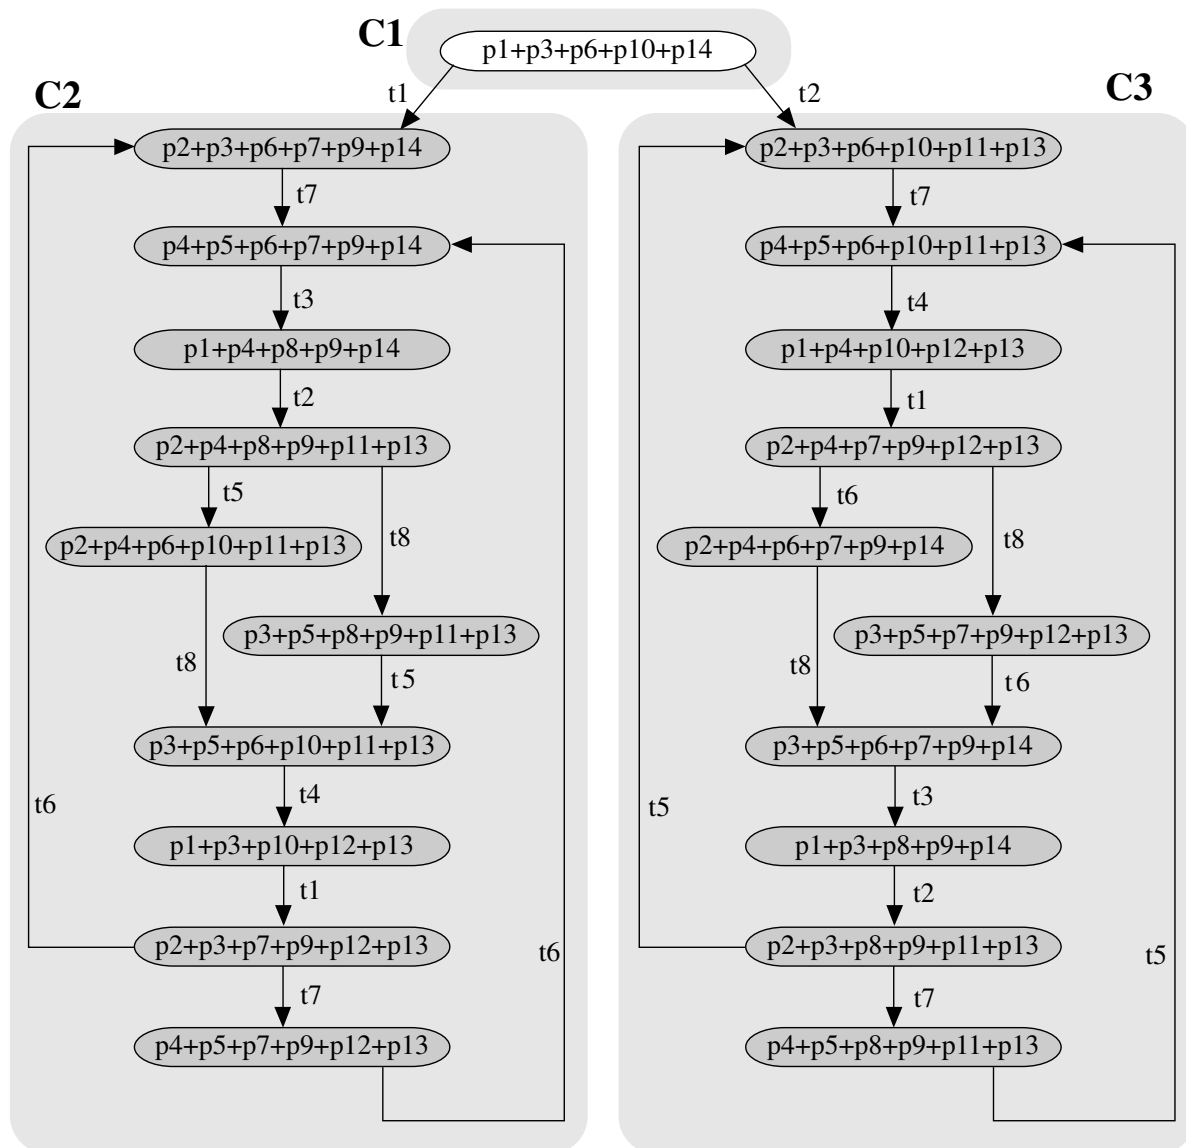 C1
p1+p3+p6+p10+p14
t1
t2
C2
p2+p3+p6+p7+p9+p14
t7
p4+p5+p6+p7+p9+p14
t3
p1+p4+p8+p9+p14
t2
p2+p4+p8+p9+p11+p13
t5
t8
p2+p4+p6+p10+p11+p13
p3+p5+p8+p9+p11+p13
t8
t5
p3+p5+p6+p10+p11+p13
t4
t6
p1+p3+p10+p12+p13
t1
p2+p3+p7+p9+p12+p13
t6
t7
p4+p5+p7+p9+p12+p13
C3
p2+p3+p6+p10+p11+p13
t7
p4+p5+p6+p10+p11+p13
t4
p1+p4+p10+p12+p13
t1
p2+p4+p7+p9+p12+p13
t6
t8
p2+p4+p6+p7+p9+p14
p3+p5+p7+p9+p12+p13
t8
t6
p3+p5+p6+p7+p9+p14
t3
t5
p1+p3+p8+p9+p14
t2
p2+p3+p8+p9+p11+p13
t5
t7
p4+p5+p8+p9+p11+p13